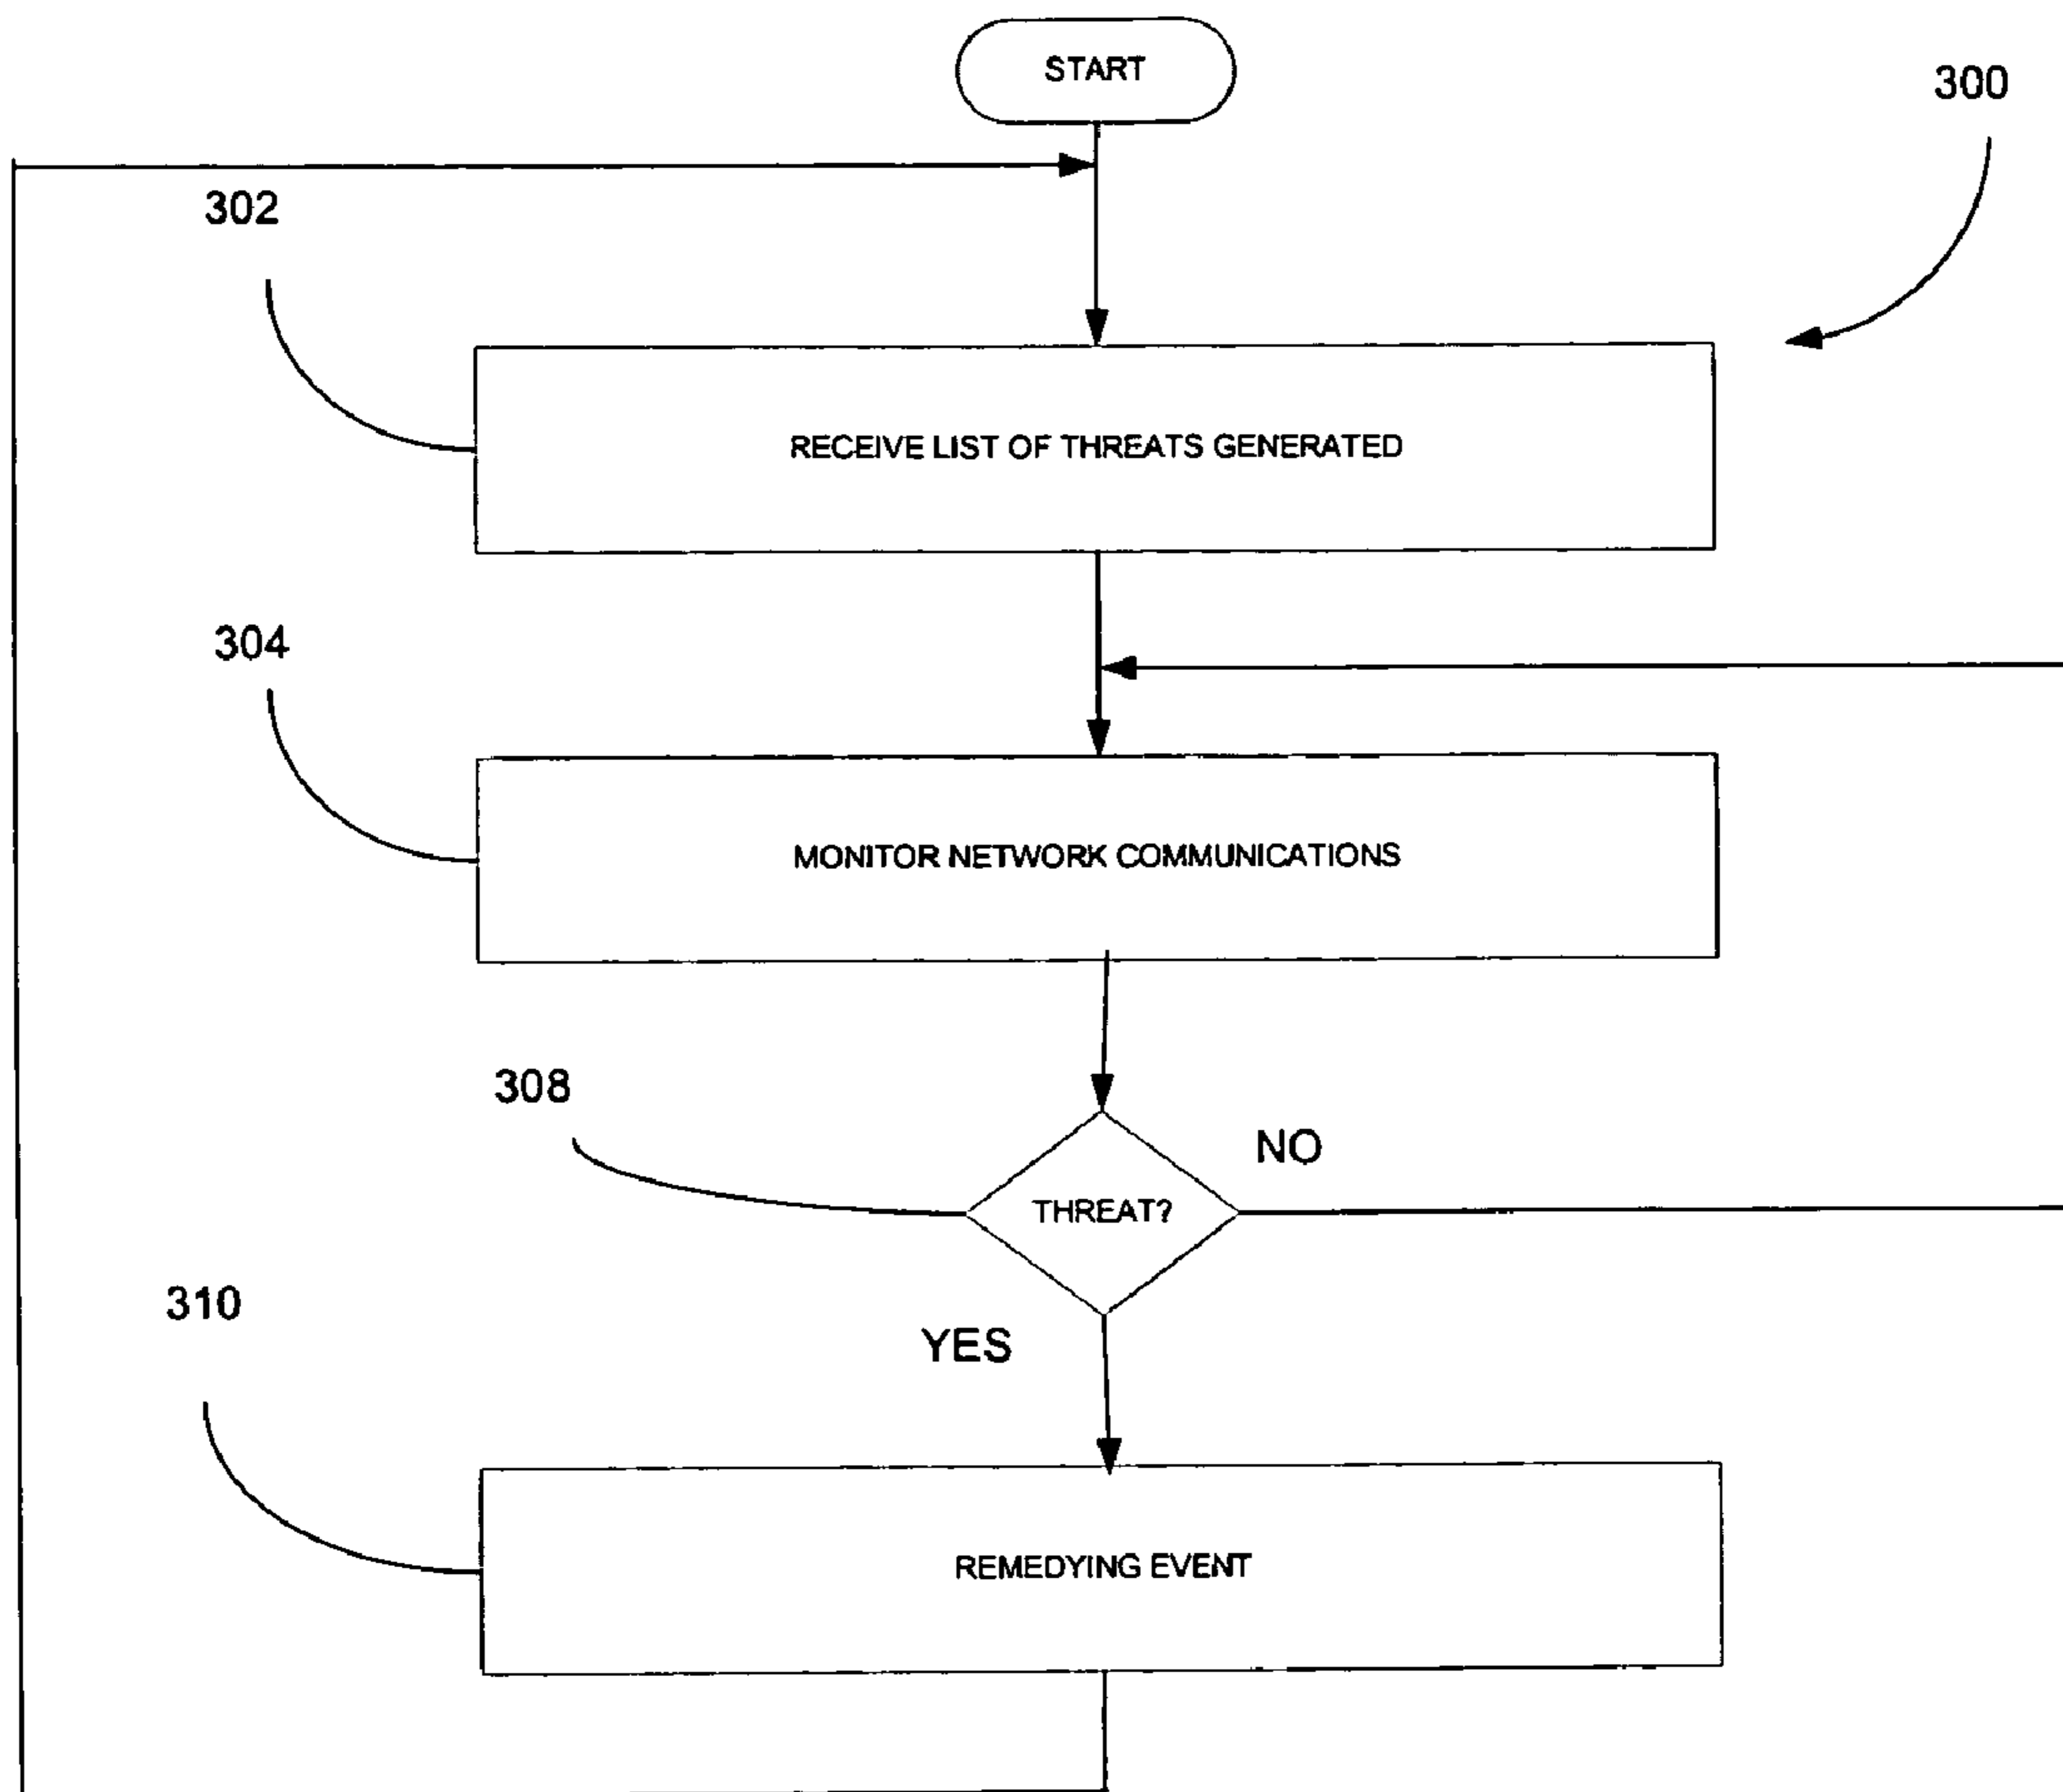 START
300
302
RECEIVE LIST OF THREATS GENERATED
304
MONITOR NETWORK COMMUNICATIONS
308
NO
THREAT?
310
YES
REMEDYING EVENT